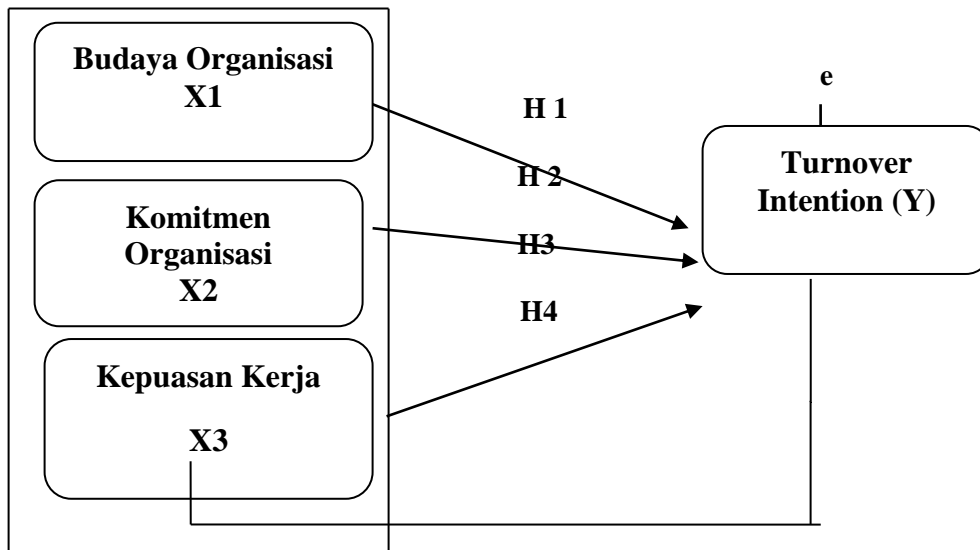 Budaya Organisasi
X1
Komitmen
Organisasi
X2
Kepuasan Kerja
X3
H 1
H 2
H3
H4
e
Turnover
Intention (Y)